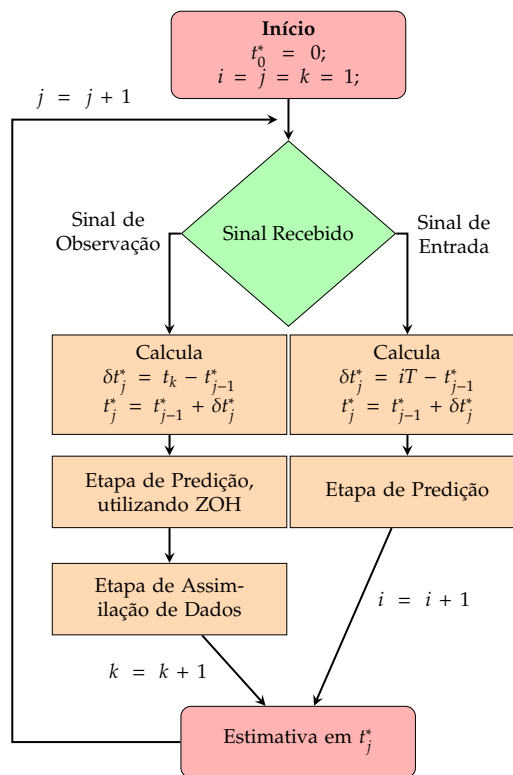 Início
t*_0 = 0;
i = j = k = 1;
j = j + 1
Sinal Recebido
Sinal de
Observação
Sinal de
Entrada
Calcula
δt*_j = t_k − t*_{j−1}
t*_j = t*_{j−1} + δt*_j
Calcula
δt*_j = iT − t*_{j−1}
t*_j = t*_{j−1} + δt*_j
Etapa de Predição,
utilizando ZOH
Etapa de Predição
Etapa de Assim-
ilação de Dados
i = i + 1
k = k + 1
Estimativa em t*_j